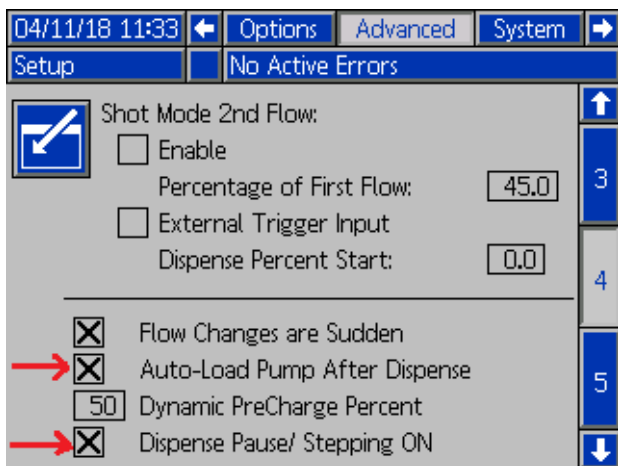 04/11/18 11:33 Options Advanced System
Setup No Active Errors
Shot Mode 2nd Flow:
Enable
Percentage of First Flow: 45.0
3
External Trigger Input
Dispense Percent Start: 0.0
4
Flow Changes are Sudden
Auto-Load Pump After Dispense
5
50 Dynamic PreCharge Percent
Dispense Pause/ Stepping ON